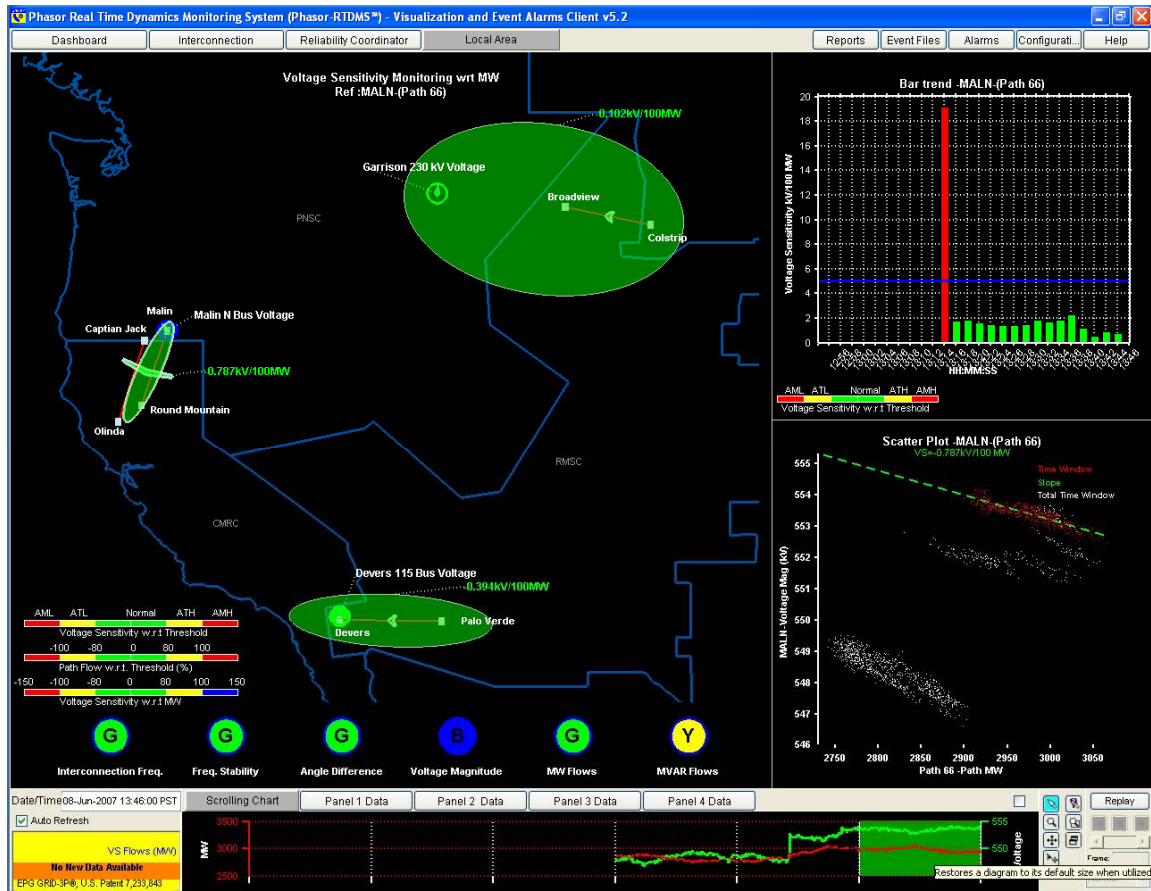 Phasor Real Time Dynamics Monitoring System (Phasor-RTDMS™) - Visualization and Event Alarms Client v5.2
Dashboard
Interconnection
Reliability Coordinator
Local Area
Reports
Event Files
Alarms
Configurati...
Help
Voltage Sensitivity Monitoring wrt MW
Ref :MALN-(Path 66)
-0.102kV/100MW
Garrison 230 kV Voltage
Broadview
Colstrip
PNSC
Malin
Malin N Bus Voltage
Captian Jack
-0.787kV/100MW
Round Mountain
Olinda
RMSC
CMRC
Devers 115 Bus Voltage
-0.394kV/100MW
Palo Verde
Devers
AML ATL Normal ATH AMH
Voltage Sensitivity w.r.t Threshold
-100 -80 0 80 100
Path Flow w.r.t. Threshold (%)
-150 -100 -80 0 80 100 150
Voltage Sensitivity w.r.t MW
G G G B G Y
Interconnection Freq.
Freq. Stability
Angle Difference
Voltage Magnitude
MW Flows
MVAR Flows
Bar trend -MALN-(Path 66)
Voltage Sensitivity kV/100 MW
20
18
16
14
12
10
8
6
4
2
0
HH:MM:SS
AML ATL Normal ATH AMH
Voltage Sensitivity w.r.t Threshold
Scatter Plot -MALN-(Path 66)
VS=-0.787kV/100 MW
Time Window
Slope
Total Time Window
MALN-Voltage Mag (kV)
555
554
553
552
551
550
549
548
547
546
2750 2800 2850 2900 2950 3000 3050
Path 66 -Path MW
Date/Time 08-Jun-2007 13:46:00 PST
Scrolling Chart
Panel 1 Data
Panel 2 Data
Panel 3 Data
Panel 4 Data
Replay
Auto Refresh
VS Flows (MW)
No New Data Available
EPG GRID-3P®, U.S. Patent 7,233,843
MW
3500
3000
2500
555
550
Voltage
Frame:
Restores a diagram to its default size when utilized